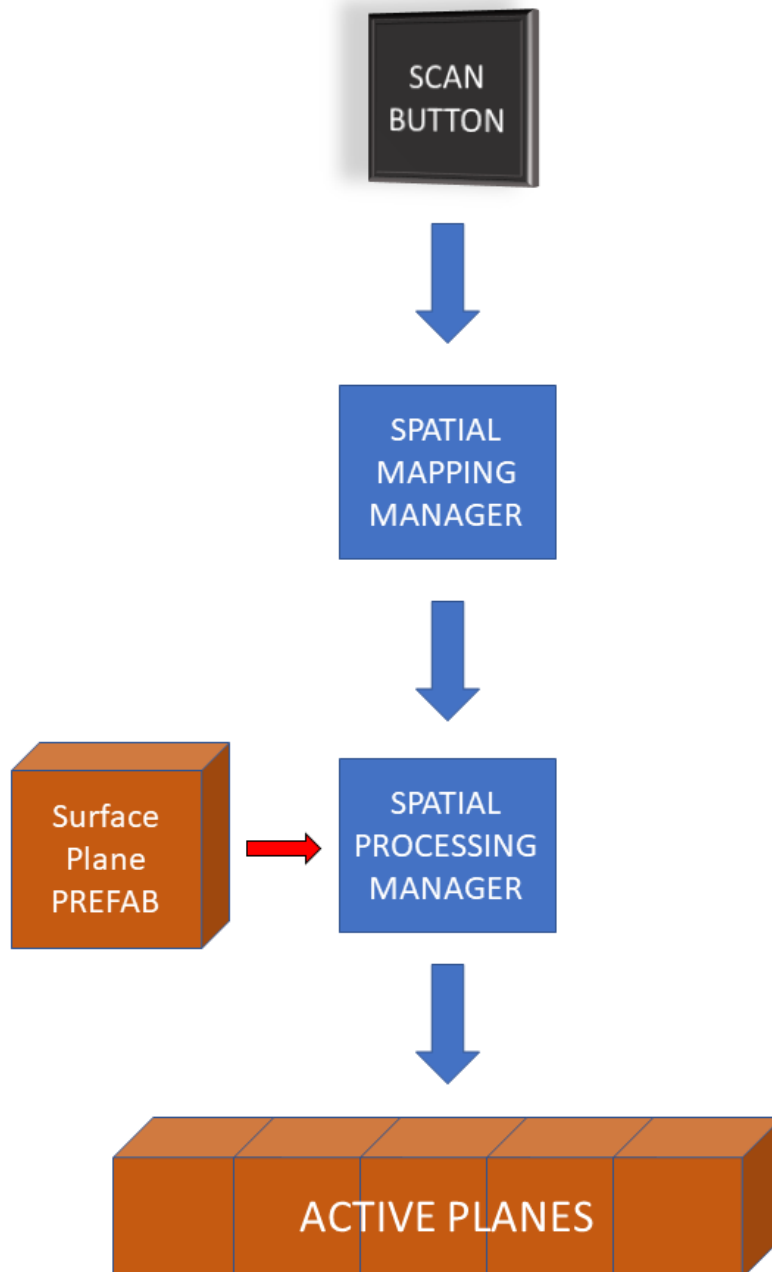 SCAN
BUTTON
SPATIAL
MAPPING
MANAGER
Surface
Plane
PREFAB
SPATIAL
PROCESSING
MANAGER
ACTIVE PLANES